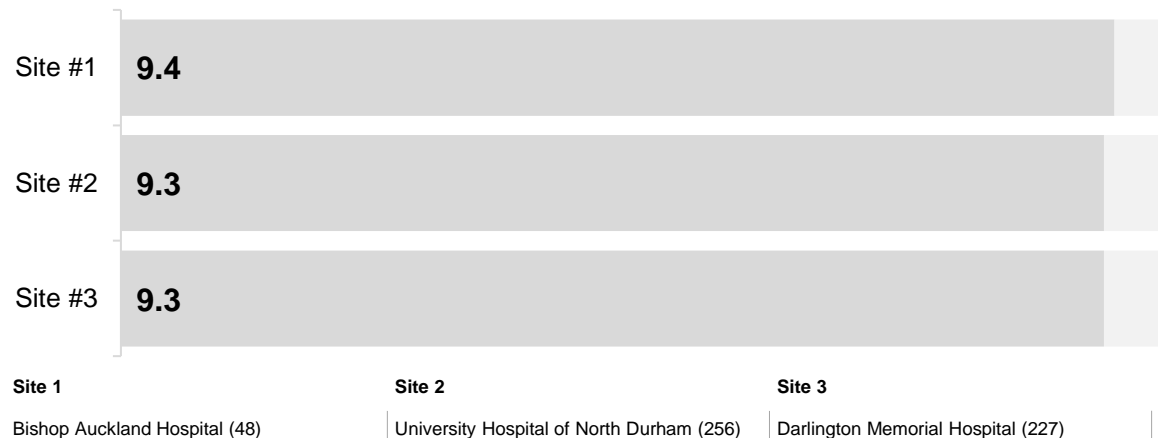 Site #1 9.4
Site #2 9.3
Site #3 9.3
Site 1 Site 2 Site 3
Bishop Auckland Hospital (48) University Hospital of North Durham (256) Darlington Memorial Hospital (227)